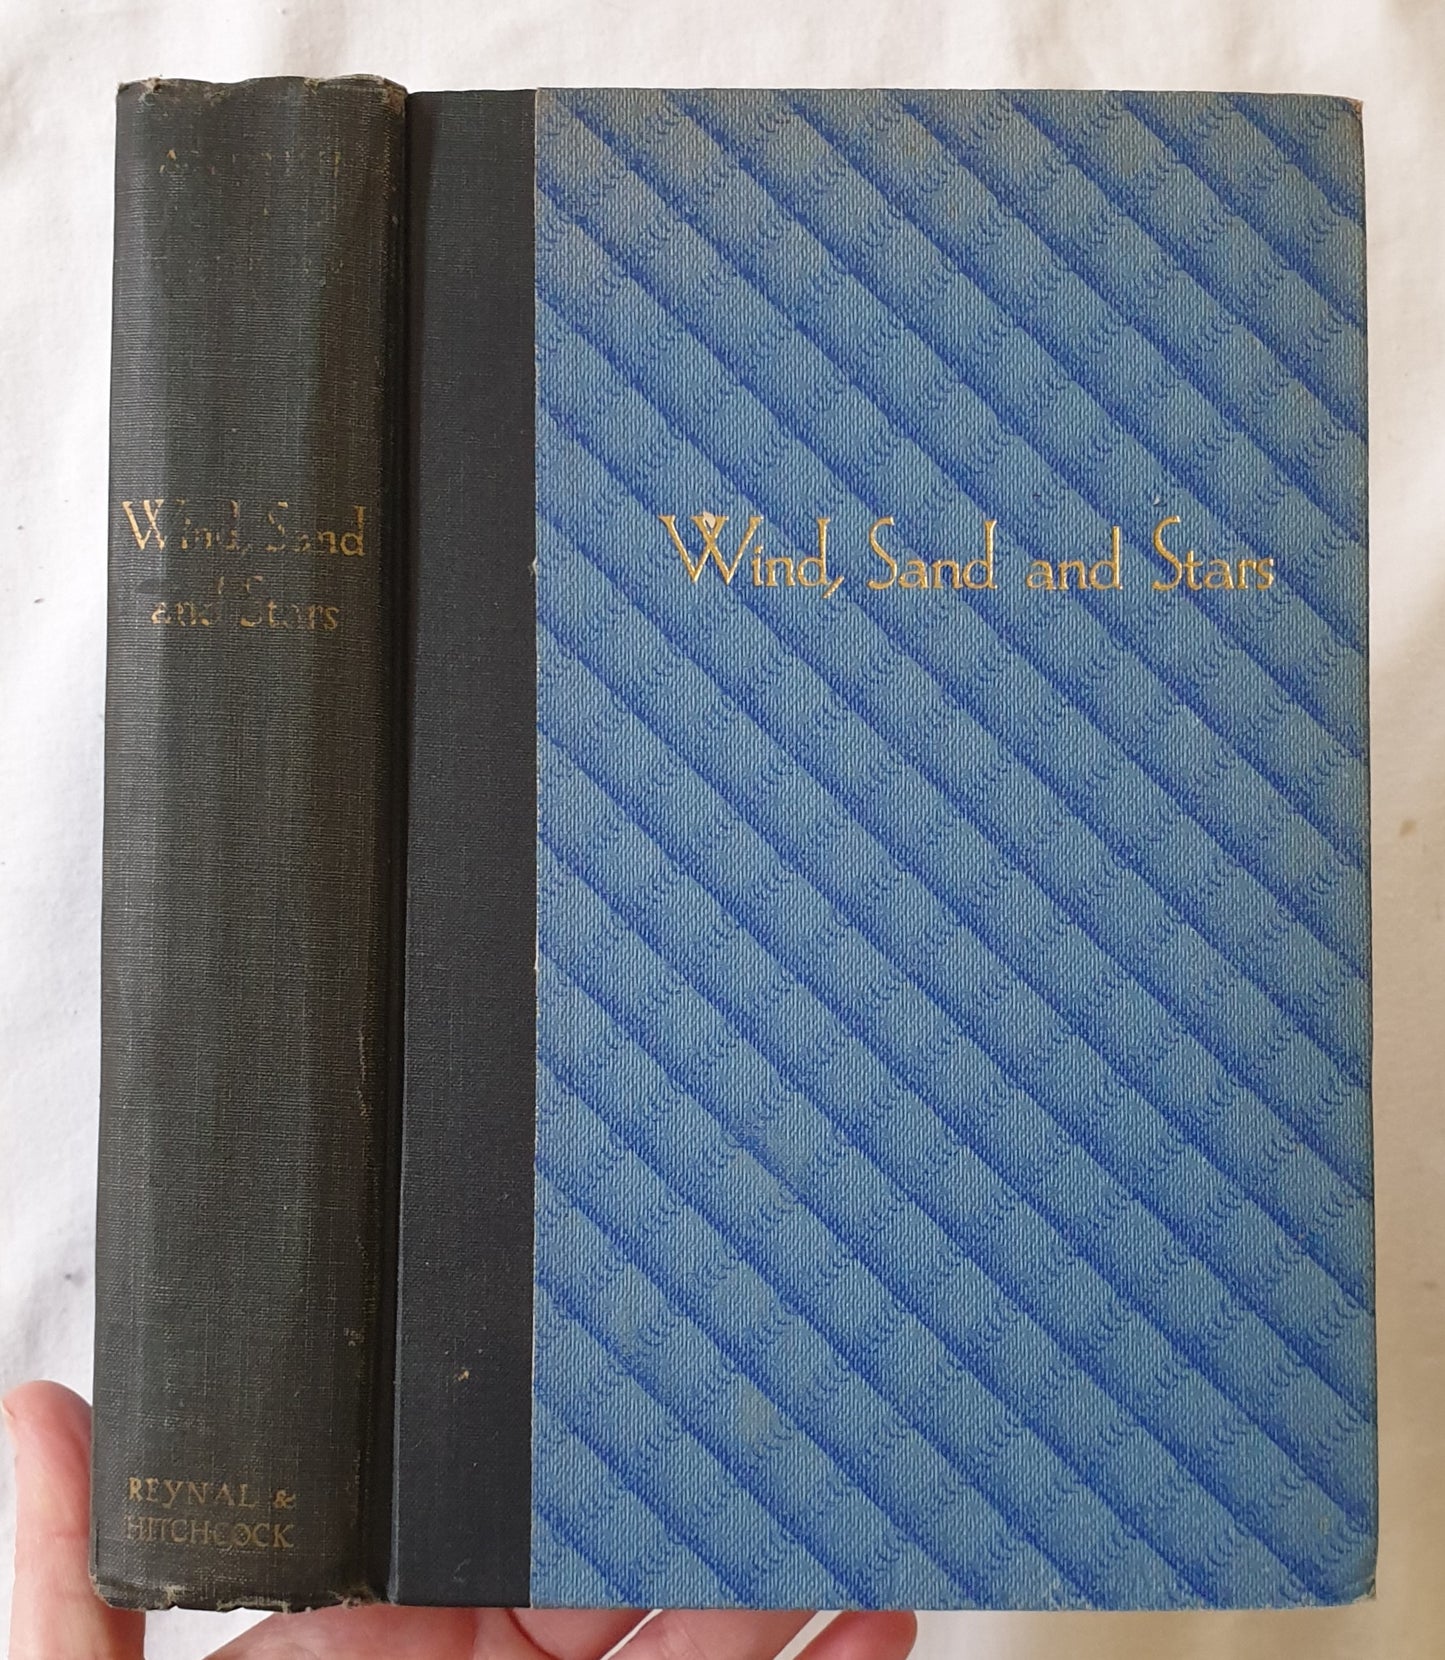 Wind, Sand
and Stars
REYNAL &
HITCHCOCK
Wind, Sand and Stars